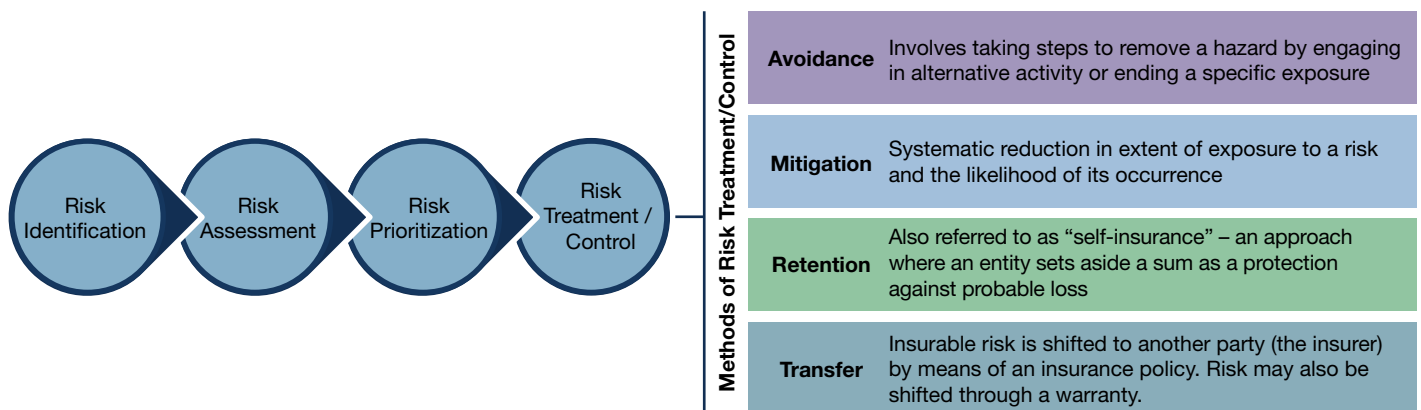 Risk
Identification
Risk
Assessment
Risk
Prioritization
Risk
Treatment /
Control
Methods of Risk Treatment/Control
Avoidance
Involves taking steps to remove a hazard by engaging
in alternative activity or ending a specific exposure
Mitigation
Systematic reduction in extent of exposure to a risk
and the likelihood of its occurrence
Retention
Also referred to as “self-insurance” – an approach
where an entity sets aside a sum as a protection
against probable loss
Transfer
Insurable risk is shifted to another party (the insurer)
by means of an insurance policy. Risk may also be
shifted through a warranty.